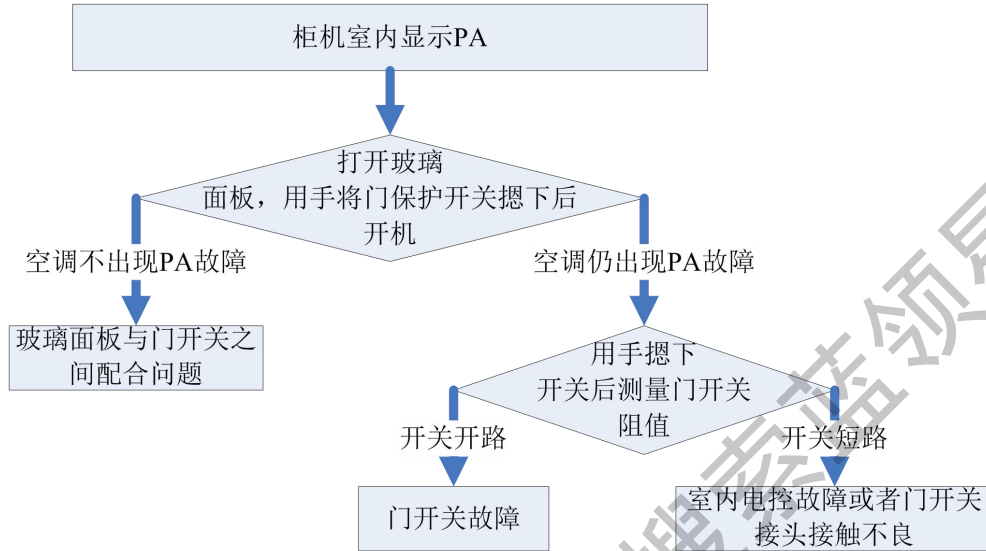 柜机室内显示PA
打开玻璃
面板，用手将门保护开关摁下后
开机
空调不出现PA故障
空调仍出现PA故障
玻璃面板与门开关之
间配合问题
用手摁下
开关后测量门开关
阻值
开关开路
开关短路
门开关故障
室内电控故障或者门开关
接头接触不良
搜索蓝领星